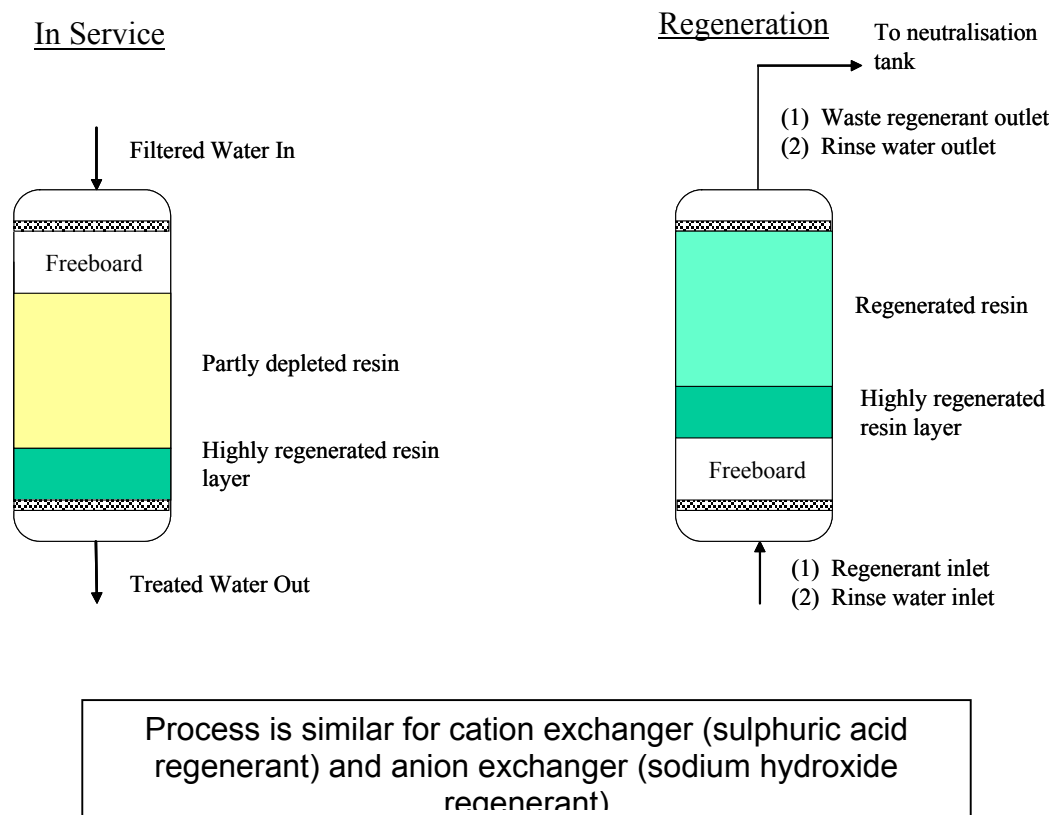 In Service
Filtered Water In
Freeboard
Partly depleted resin
Highly regenerated resin
layer
Treated Water Out
Regeneration
To neutralisation
tank
(1) Waste regenerant outlet
(2) Rinse water outlet
Regenerated resin
Highly regenerated
resin layer
Freeboard
(1) Regenerant inlet
(2) Rinse water inlet
Process is similar for cation exchanger (sulphuric acid
regenerant) and anion exchanger (sodium hydroxide
regenerant)